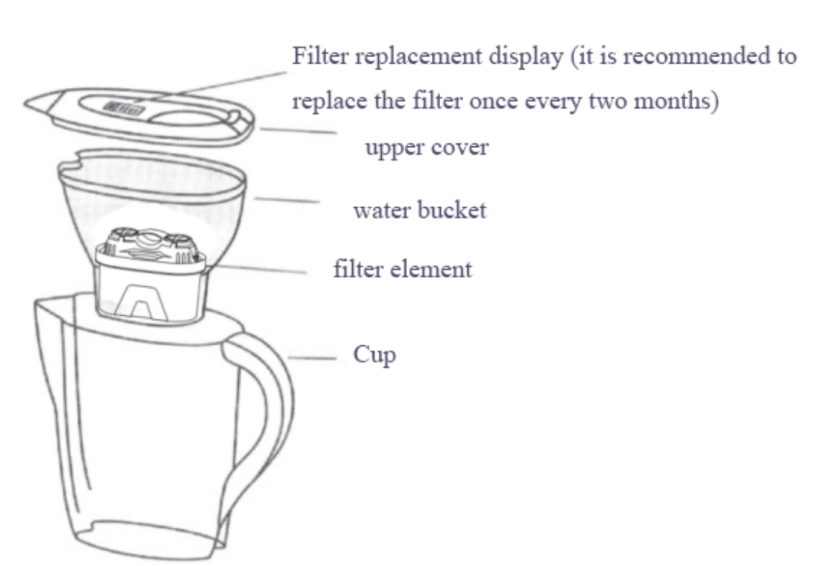 Filter replacement display (it is recommended to
replace the filter once every two months)
upper cover
water bucket
filter element
Cup